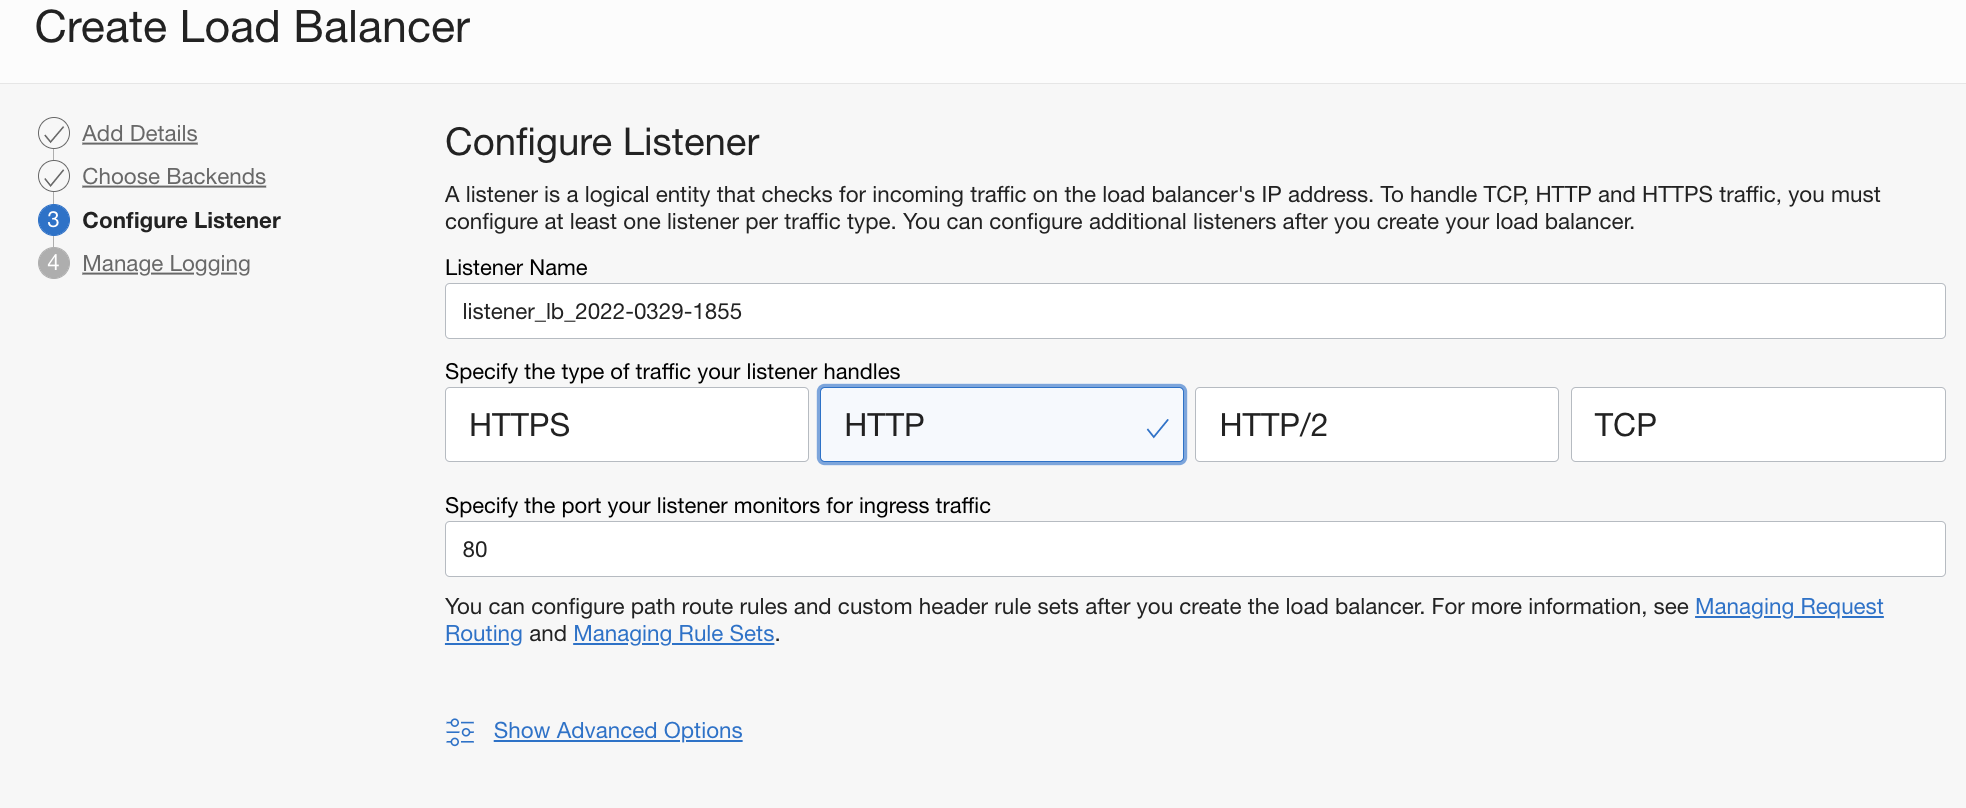 Create Load Balancer
Add Details
Choose Backends
3 Configure Listener
4 Manage Logging
Configure Listener
A listener is a logical entity that checks for incoming traffic on the load balancer's IP address. To handle TCP, HTTP and HTTPS traffic, you must
configure at least one listener per traffic type. You can configure additional listeners after you create your load balancer.
Listener Name
listener_lb_2022-0329-1855
Specify the type of traffic your listener handles
HTTPS HTTP HTTP/2 TCP
Specify the port your listener monitors for ingress traffic
80
You can configure path route rules and custom header rule sets after you create the load balancer. For more information, see Managing Request
Routing and Managing Rule Sets.
Show Advanced Options